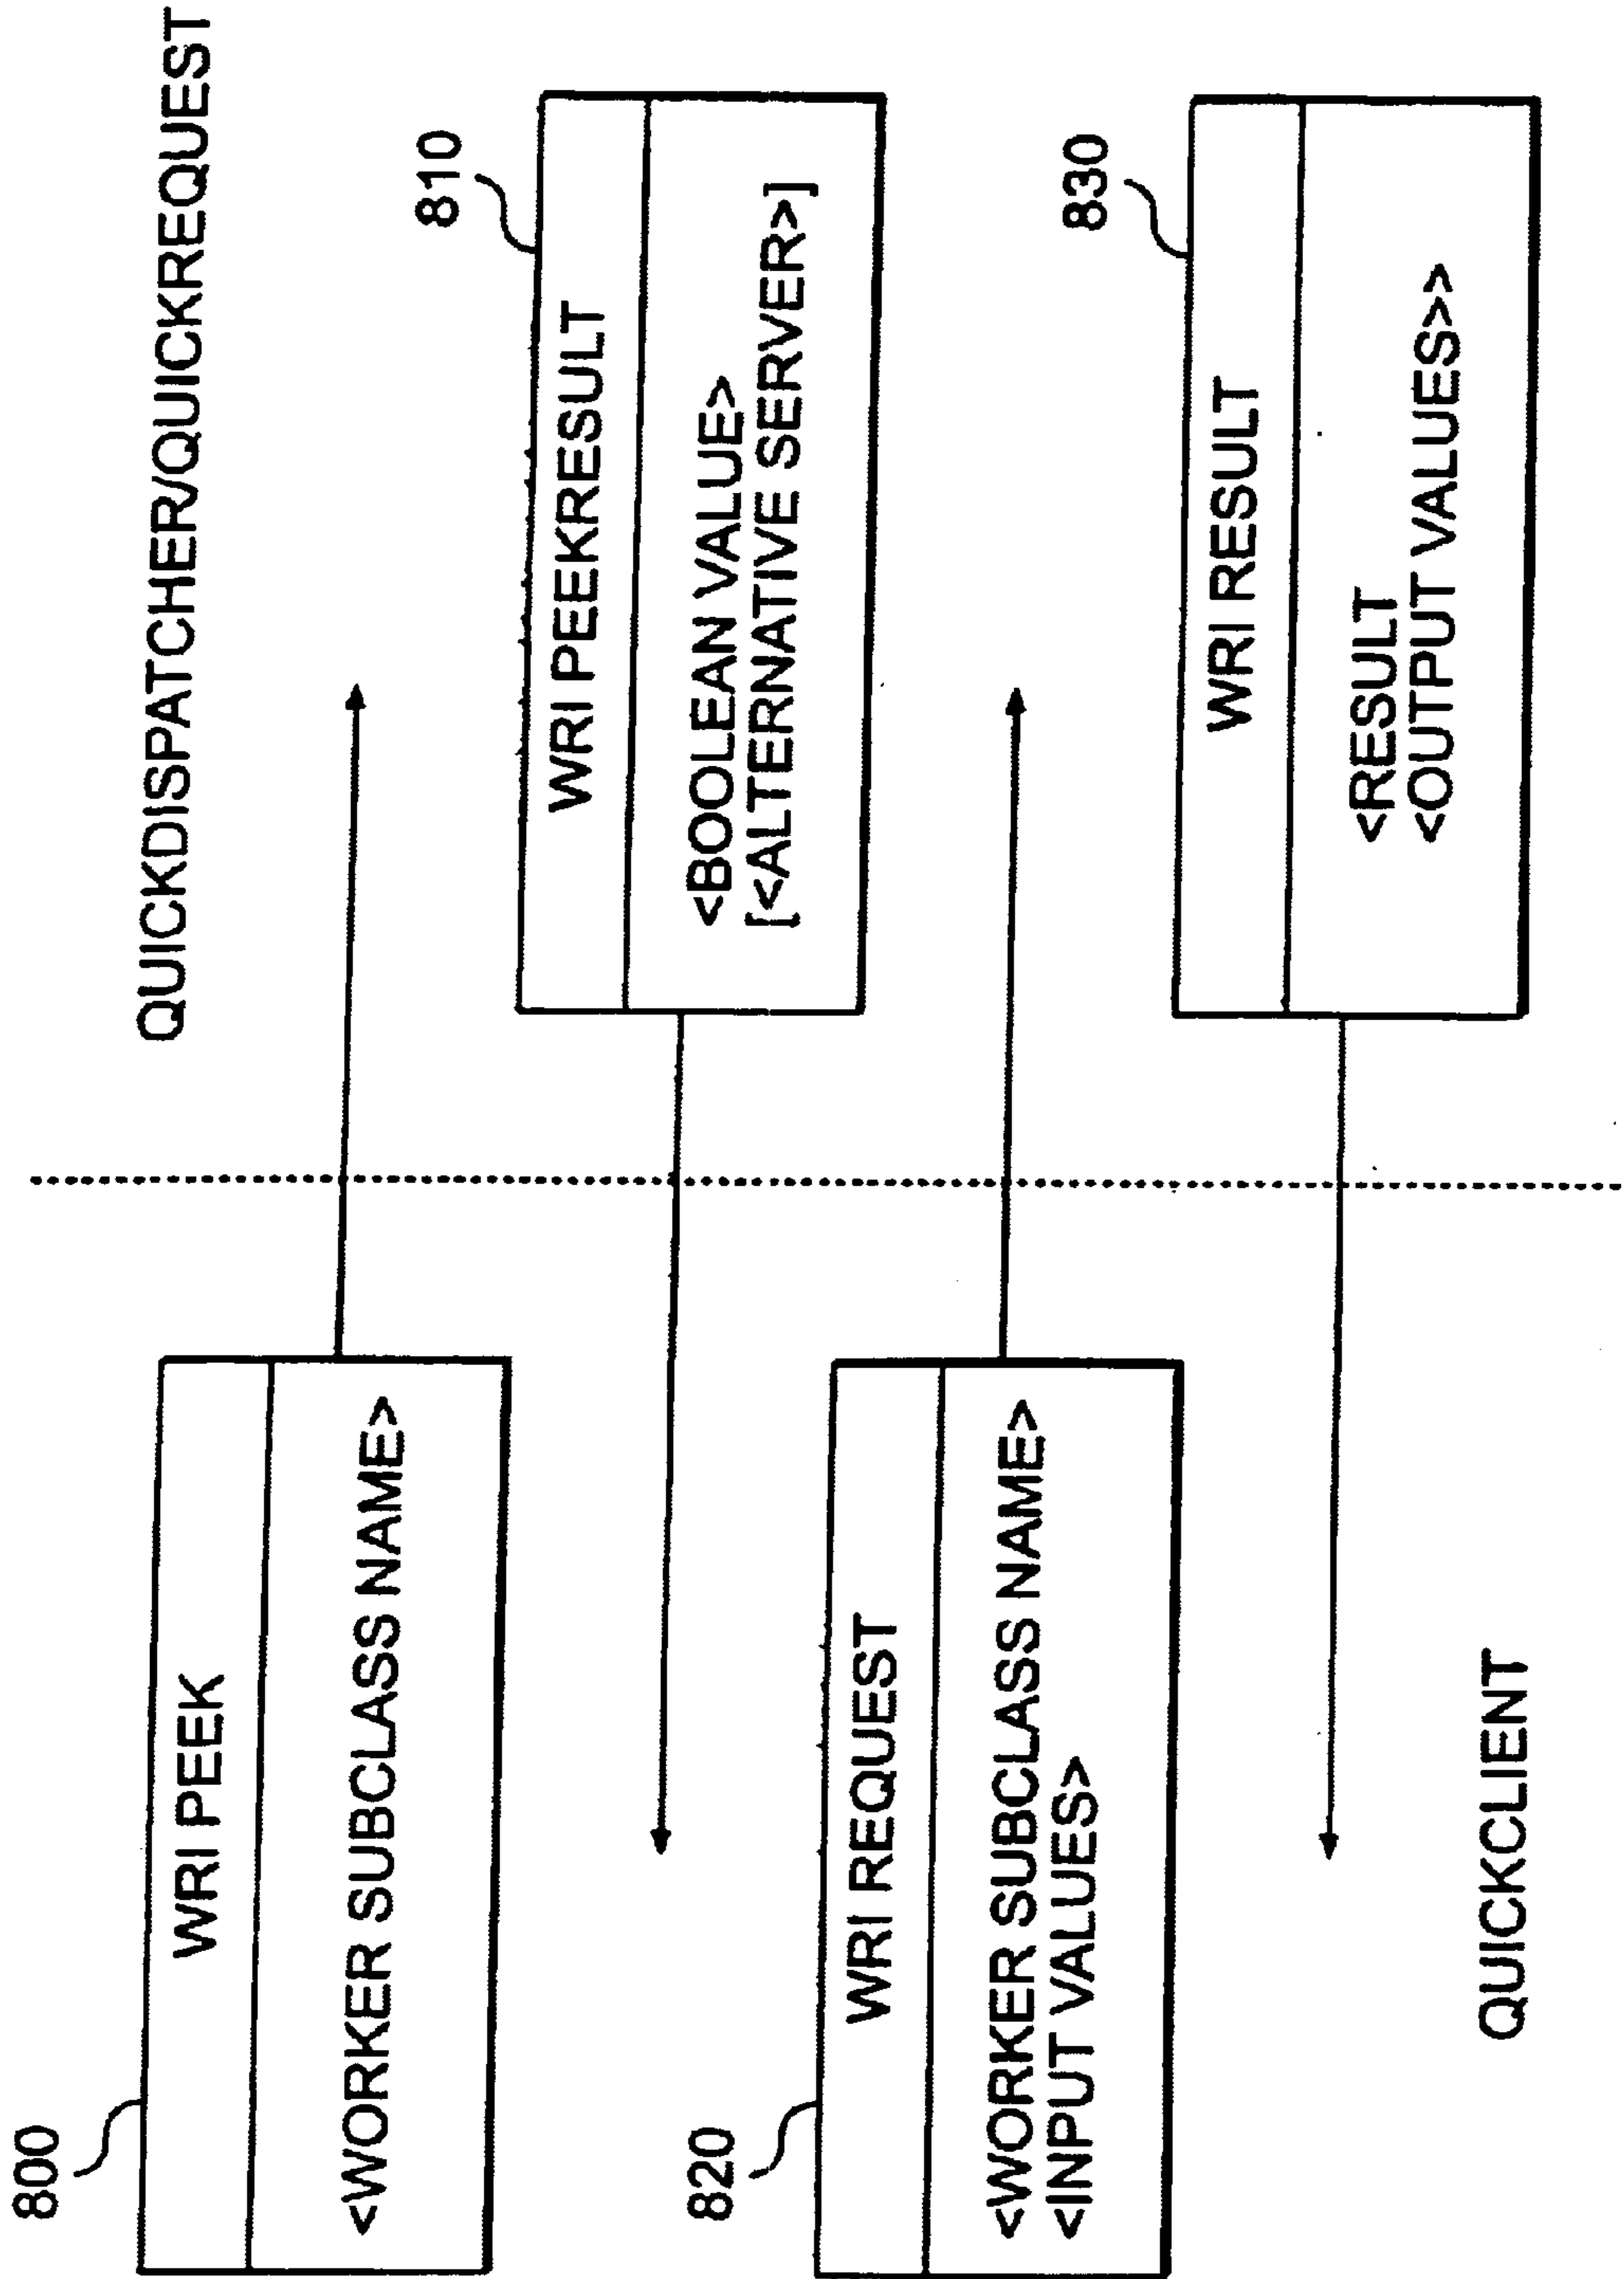 QUICKDISPATCHER/QUICKREQUEST
800
WRI PEEK
<WORKER SUBCLASS NAME>
810
WRI PEEKRESULT
<BOOLEAN VALUE>
[<ALTERNATIVE SERVER>]
820
WRI REQUEST
<WORKER SUBCLASS NAME>
<INPUT VALUES>
830
WRI RESULT
<RESULT
<OUTPUT VALUES>>
QUICKCLIENT